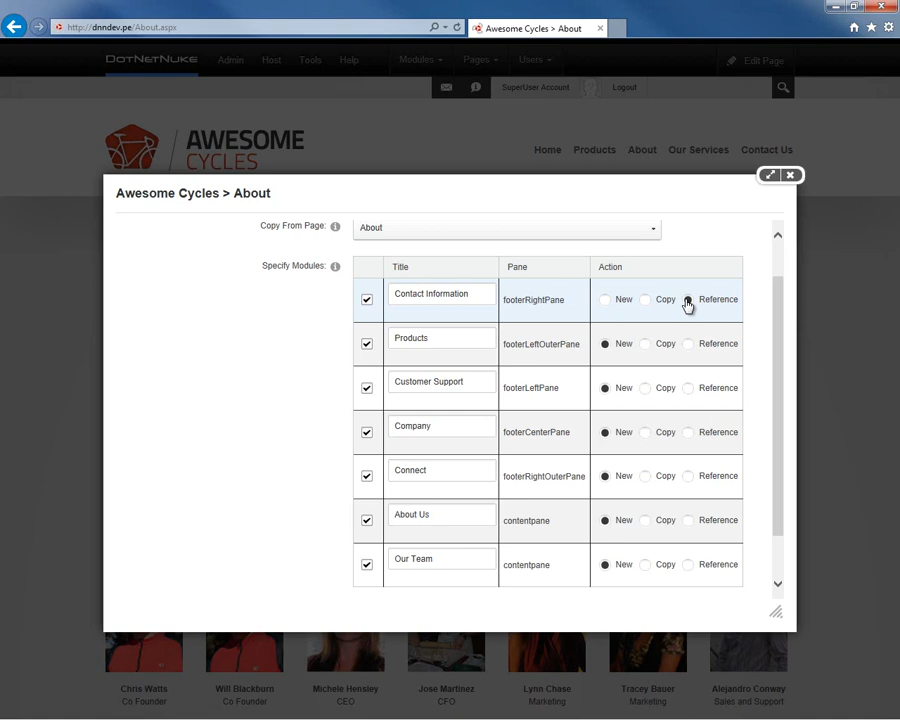 http://dnndev.pe/About.aspx
Awesome Cycles > About
DOTNETNUKE Admin Host Tools Help Modules Pages Users Edit Page
SuperUser Account Logout
AWESOME
CYCLES
Home Products About Our Services Contact Us
Awesome Cycles > About
Copy From Page: About
Specify Modules: Title Pane Action
Contact Information footerRightPane New Copy Reference
Products footerLeftOuterPane New Copy Reference
Customer Support footerLeftPane New Copy Reference
Company footerCenterPane New Copy Reference
Connect footerRightOuterPane New Copy Reference
About Us contentpane New Copy Reference
Our Team contentpane New Copy Reference
Chris Watts Will Blackburn Michele Hensley Jose Martinez Lynn Chase Tracey Bauer Alejandro Conway
Co Founder Co Founder CEO CFO Marketing Marketing Sales and Support